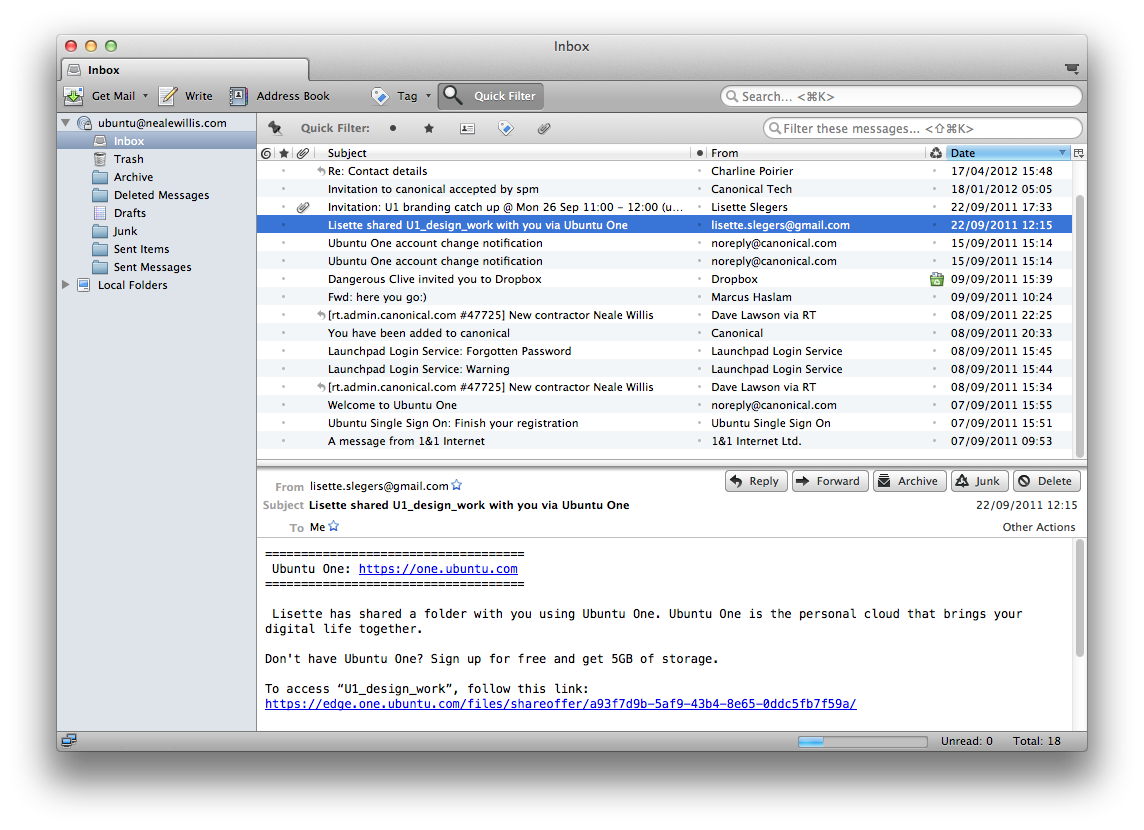 Inbox
Inbox
Get Mail Write Address Book Tag Quick Filter Search... <⌘K>
ubuntu@nealewillis.com
Inbox
Trash
Archive
Deleted Messages
Drafts
Junk
Sent Items
Sent Messages
Local Folders
Quick Filter: Filter these messages... <⇧⌘K>
Subject From Date
Re: Contact details Charline Poirier 17/04/2012 15:48
Invitation to canonical accepted by spm Canonical Tech 18/01/2012 05:05
Invitation: U1 branding catch up @ Mon 26 Sep 11:00 – 12:00 (u... Lisette Slegers 22/09/2011 17:33
Lisette shared U1_design_work with you via Ubuntu One lisette.slegers@gmail.com 22/09/2011 12:15
Ubuntu One account change notification noreply@canonical.com 15/09/2011 15:14
Ubuntu One account change notification noreply@canonical.com 15/09/2011 15:14
Dangerous Clive invited you to Dropbox Dropbox 09/09/2011 15:39
Fwd: here you go:) Marcus Haslam 09/09/2011 10:24
[rt.admin.canonical.com #47725] New contractor Neale Willis Dave Lawson via RT 08/09/2011 22:25
You have been added to canonical Canonical 08/09/2011 20:33
Launchpad Login Service: Forgotten Password Launchpad Login Service 08/09/2011 15:45
Launchpad Login Service: Warning Launchpad Login Service 08/09/2011 15:44
[rt.admin.canonical.com #47725] New contractor Neale Willis Dave Lawson via RT 08/09/2011 15:34
Welcome to Ubuntu One noreply@canonical.com 07/09/2011 15:55
Ubuntu Single Sign On: Finish your registration Ubuntu Single Sign On 07/09/2011 15:51
A message from 1&1 Internet 1&1 Internet Ltd. 07/09/2011 09:53
From lisette.slegers@gmail.com Reply Forward Archive Junk Delete
Subject Lisette shared U1_design_work with you via Ubuntu One 22/09/2011 12:15
To Me Other Actions
====================================
Ubuntu One: https://one.ubuntu.com
====================================
Lisette has shared a folder with you using Ubuntu One. Ubuntu One is the personal cloud that brings your
digital life together.
Don't have Ubuntu One? Sign up for free and get 5GB of storage.
To access “U1_design_work”, follow this link:
https://edge.one.ubuntu.com/files/shareoffer/a93f7d9b-5af9-43b4-8e65-0ddc5fb7f59a/
Unread: 0 Total: 18